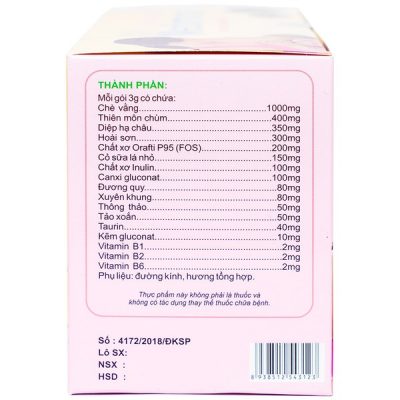 THÀNH PHẦN:
Mỗi gói 3g có chứa:
Chè vằng........................................1000mg
Thiên môn chùm.............................400mg
Diệp hạ châu..................................350mg
Hoài sơn........................................300mg
Chất xơ Orafti P95 (FOS)................200mg
Cỏ sữa lá nhỏ.................................150mg
Chất xơ Inulin.................................100mg
Canxi gluconat................................100mg
Đương quy.......................................80mg
Xuyên khung....................................80mg
Thông thảo.......................................50mg
Tảo xoắn..........................................50mg
Taurin...............................................40mg
Kẽm gluconat...................................10mg
Vitamin B1.........................................2mg
Vitamin B2.........................................2mg
Vitamin B6.........................................2mg
Phụ liệu: đường kính, hương tổng hợp.
Thực phẩm này không phải là thuốc và
không có tác dụng thay thế thuốc chữa bệnh.
Số : 4172/2018/ĐKSP
Lô SX:
NSX :
HSD :
8 938512 543123